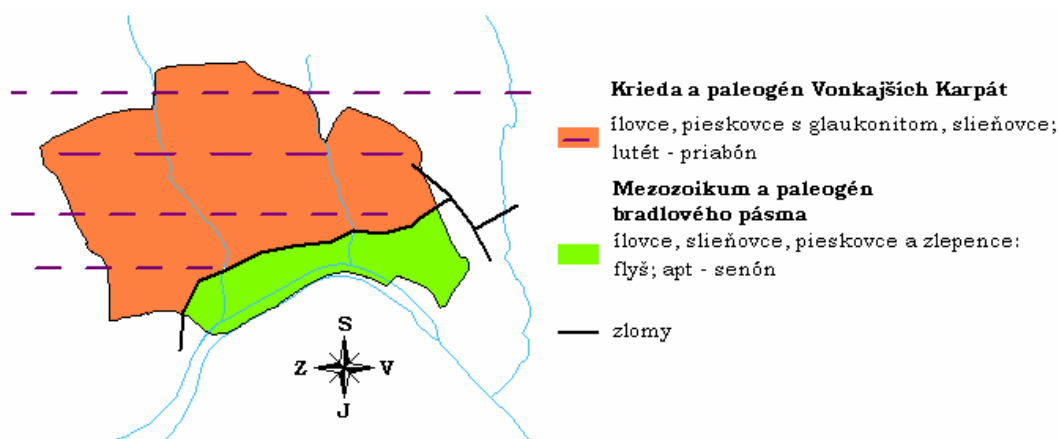 Krieda a paleogén Vonkajších Karpát
ílovce, pieskovce s glaukonitom, slieňovce;
lutét - priabón
Mezozoikum a paleogén
bradlového pásma
ílovce, slieňovce, pieskovce a zlepence:
flyš; apt - senón
zlomy
S
Z V
J